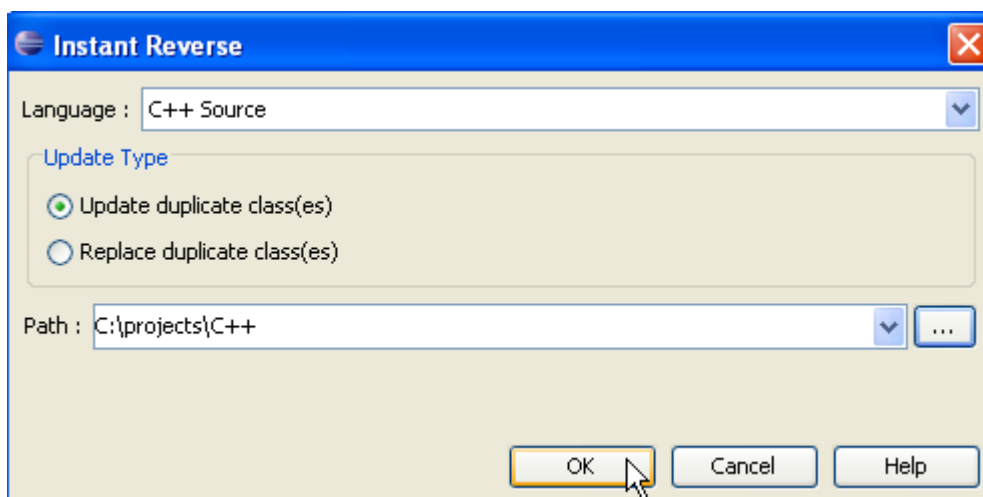 Instant Reverse
Language : C++ Source
Update Type
Update duplicate class(es)
Replace duplicate class(es)
Path : C:\projects\C++ ...
OK Cancel Help